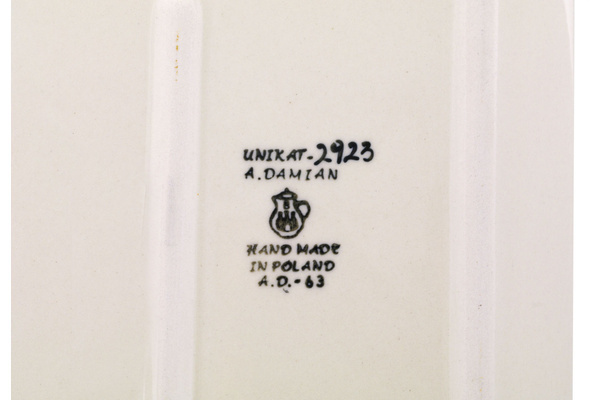 UNIKAT-2923
A.DAMIAN
HAND MADE
IN POLAND
A.D.-63